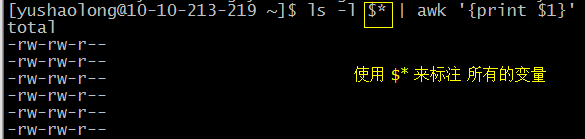 [yushaolong@10-10-213-219 ~]$ ls -l $* | awk '{print $1}'
total
-rw-rw-r--
-rw-rw-r--
-rw-rw-r--
使用 $* 来标注 所有的变量
-rw-rw-r--
-rw-rw-r--
-rw-rw-r--